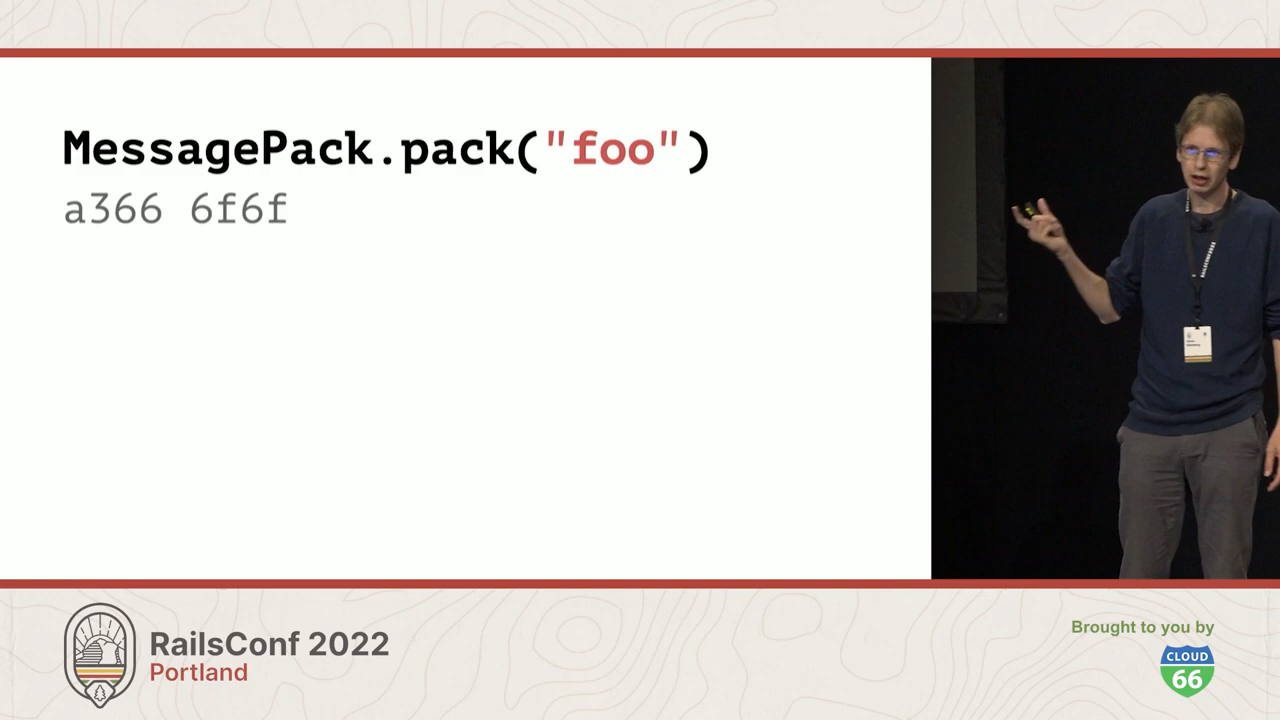 MessagePack.pack("foo")
a366 6f6f
RailsConf 2022
Portland
Brought to you by
CLOUD
66